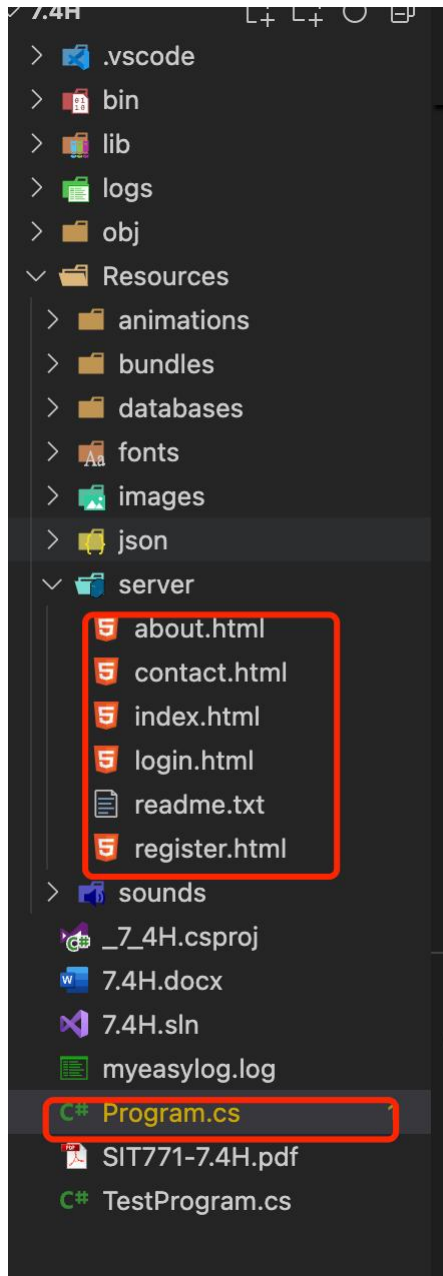 7.4H
.vscode
bin
lib
logs
obj
Resources
animations
bundles
databases
fonts
images
json
server
about.html
contact.html
index.html
login.html
readme.txt
register.html
sounds
_7_4H.csproj
7.4H.docx
7.4H.sln
myeasylog.log
Program.cs 1
SIT771-7.4H.pdf
TestProgram.cs